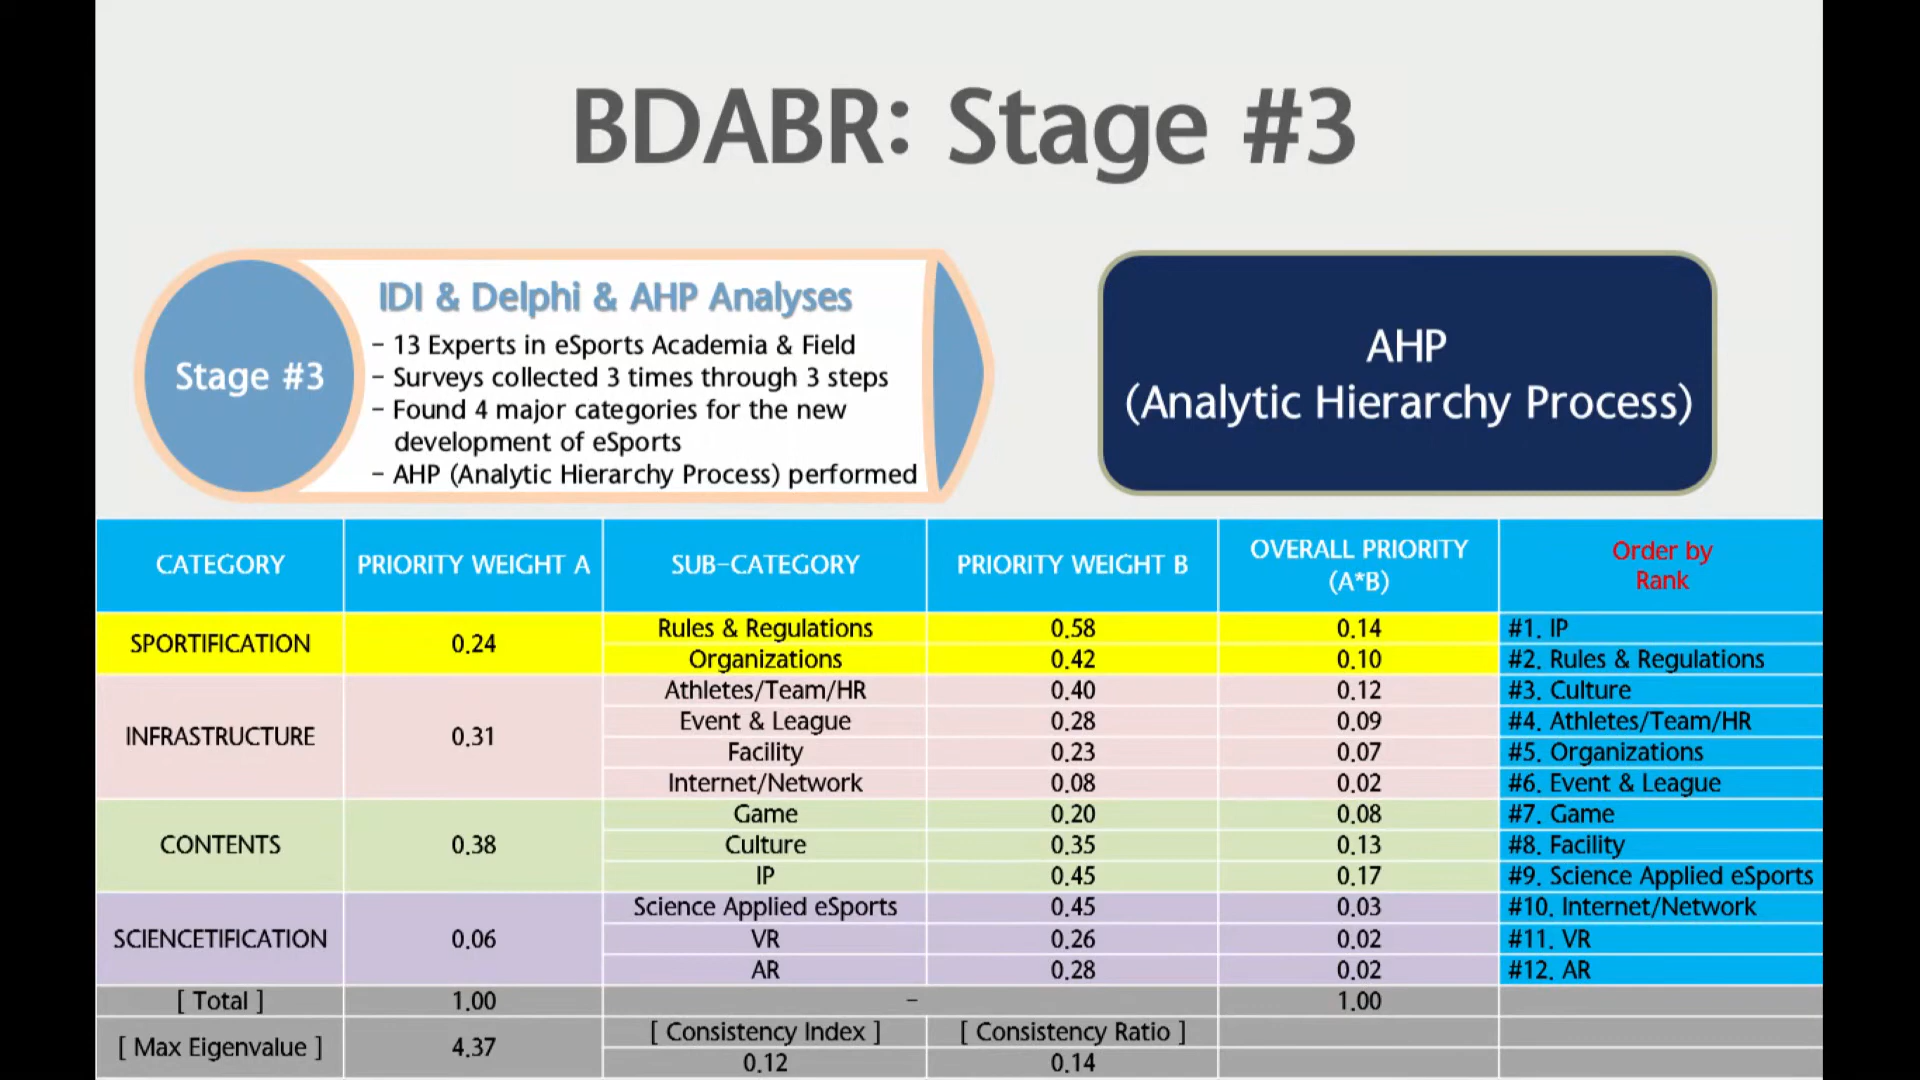 BDABR: Stage #3
Stage #3
IDI & Delphi & AHP Analyses
- 13 Experts in eSports Academia & Field
- Surveys collected 3 times through 3 steps
- Found 4 major categories for the new
development of eSports
- AHP (Analytic Hierarchy Process) performed
AHP
(Analytic Hierarchy Process)
CATEGORY PRIORITY WEIGHT A SUB-CATEGORY PRIORITY WEIGHT B OVERALL PRIORITY (A*B) Order by Rank
SPORTIFICATION 0.24 Rules & Regulations 0.58 0.14 #1. IP
Organizations 0.42 0.10 #2. Rules & Regulations
INFRASTRUCTURE 0.31 Athletes/Team/HR 0.40 0.12 #3. Culture
Event & League 0.28 0.09 #4. Athletes/Team/HR
Facility 0.23 0.07 #5. Organizations
Internet/Network 0.08 0.02 #6. Event & League
CONTENTS 0.38 Game 0.20 0.08 #7. Game
Culture 0.35 0.13 #8. Facility
IP 0.45 0.17 #9. Science Applied eSports
SCIENCETIFICATION 0.06 Science Applied eSports 0.45 0.03 #10. Internet/Network
VR 0.26 0.02 #11. VR
AR 0.28 0.02 #12. AR
[ Total ] 1.00 - 1.00
[ Max Eigenvalue ] 4.37 [ Consistency Index ] [ Consistency Ratio ]
0.12 0.14